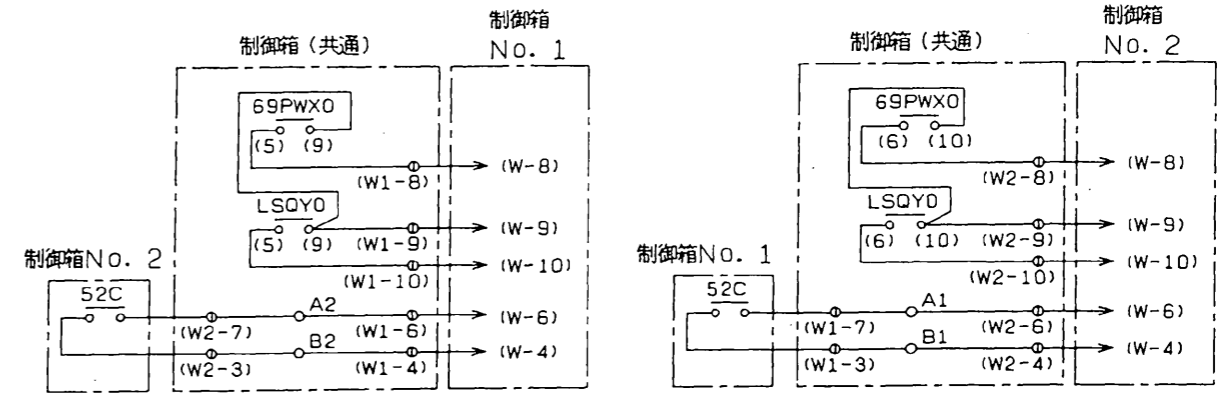 制御箱
No. 1
制御箱（共通）
69PWX0
(5) (9)
(W1-8)
(W-8)
LSQY0
(5) (9)
(W1-9)
(W-9)
(W1-10)
(W-10)
制御箱No. 2
52C
(W2-7)
A2
(W1-6)
(W-6)
(W2-3)
B2
(W1-4)
(W-4)
制御箱
No. 2
制御箱（共通）
69PWX0
(6) (10)
(W2-8)
(W-8)
LSQY0
(6) (10)
(W2-9)
(W-9)
(W2-10)
(W-10)
制御箱No. 1
52C
(W1-7)
A1
(W2-6)
(W-6)
(W1-3)
B1
(W2-4)
(W-4)